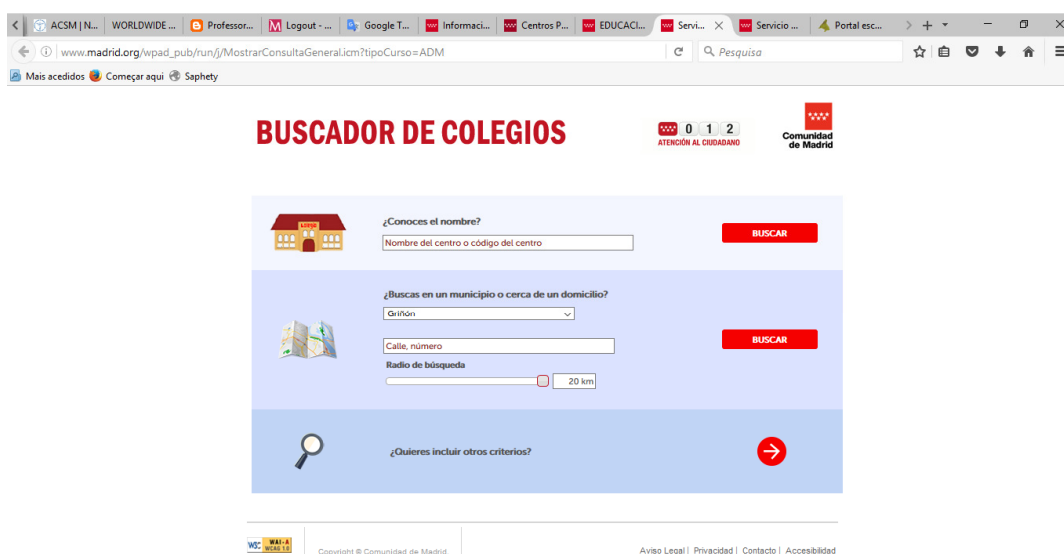 ACSM | N...
WORLDWIDE ...
Professor...
Logout - ...
Google T...
Informaci...
Centros P...
EDUCACI...
Servi...
Servicio ...
Portal esc...
www.madrid.org/wpad_pub/run/j/MostrarConsultaGeneral.icm?tipoCurso=ADM
Pesquisa
Mais acedidos Começar aqui Saphety
BUSCADOR DE COLEGIOS
0 1 2
ATENCIÓN AL CIUDADANO
Comunidad
de Madrid
¿Conoces el nombre?
Nombre del centro o código del centro
BUSCAR
¿Buscas en un municipio o cerca de un domicilio?
Griñón
Calle, número
BUSCAR
Radio de búsqueda
20 km
¿Quieres incluir otros criterios?
W3C WAI-A
WCAG 1.0
Copyright © Comunidad de Madrid.
Aviso Legal | Privacidad | Contacto | Accesibilidad